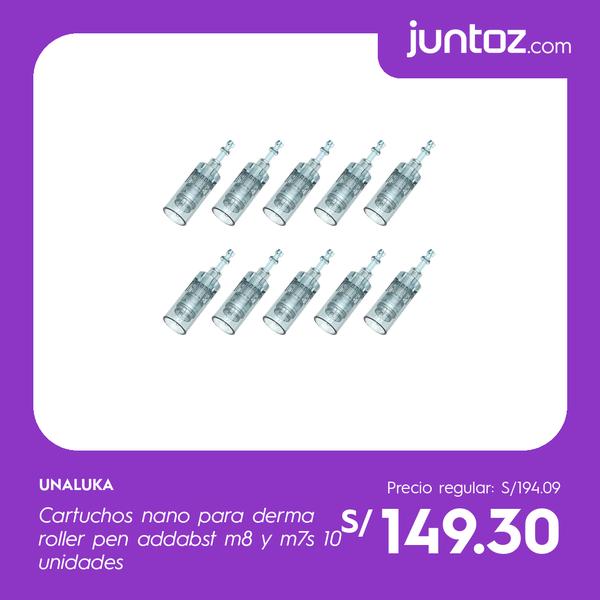 juntoz.com
UNALUKA
Cartuchos nano para derma
roller pen addabst m8 y m7s 10
unidades
Precio regular: S/194.09
S/149.30